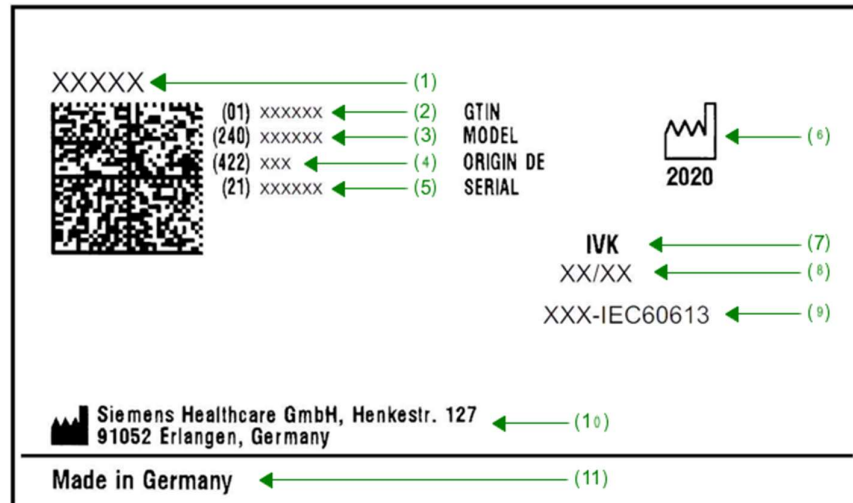 XXXXX (1)
(01) XXXXXX (2) GTIN
(240) XXXXXX (3) MODEL
(422) XXX (4) ORIGIN DE
(21) XXXXXX (5) SERIAL
(6)
2020
IVK (7)
XX/XX (8)
XXX-IEC60613 (9)
Siemens Healthcare GmbH, Henkestr. 127 (10)
91052 Erlangen, Germany
Made in Germany (11)